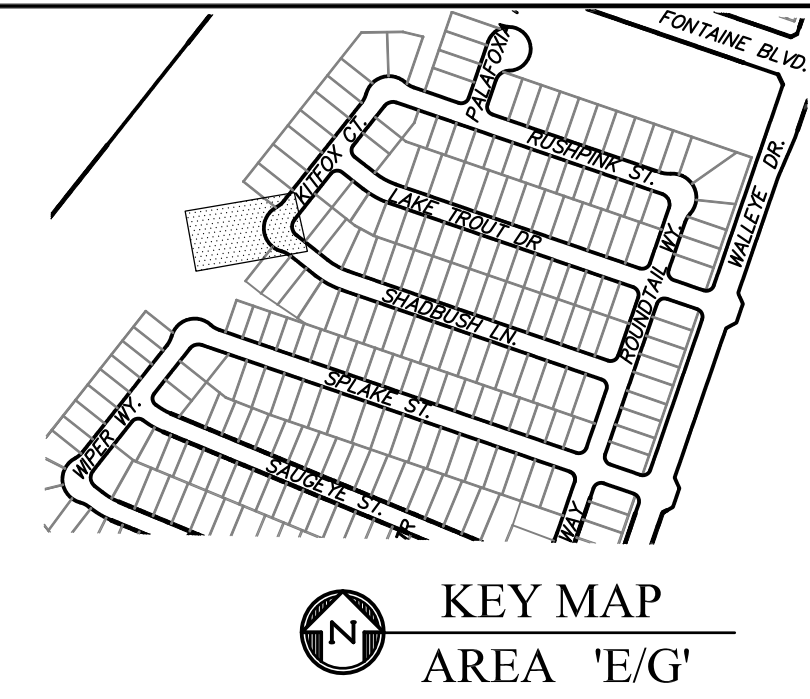 FONTAINE BLVD.
PALAFOXIA
KITFOX CT.
RUSHPINK ST.
WALLEYE DR.
LAKE TROUT DR
ROUNDTAIL WY.
SHADBUSH LN.
SPLAKE ST.
WIPER WY.
SAUGEYE ST.
WAY
N
KEY MAP
AREA 'E/G'